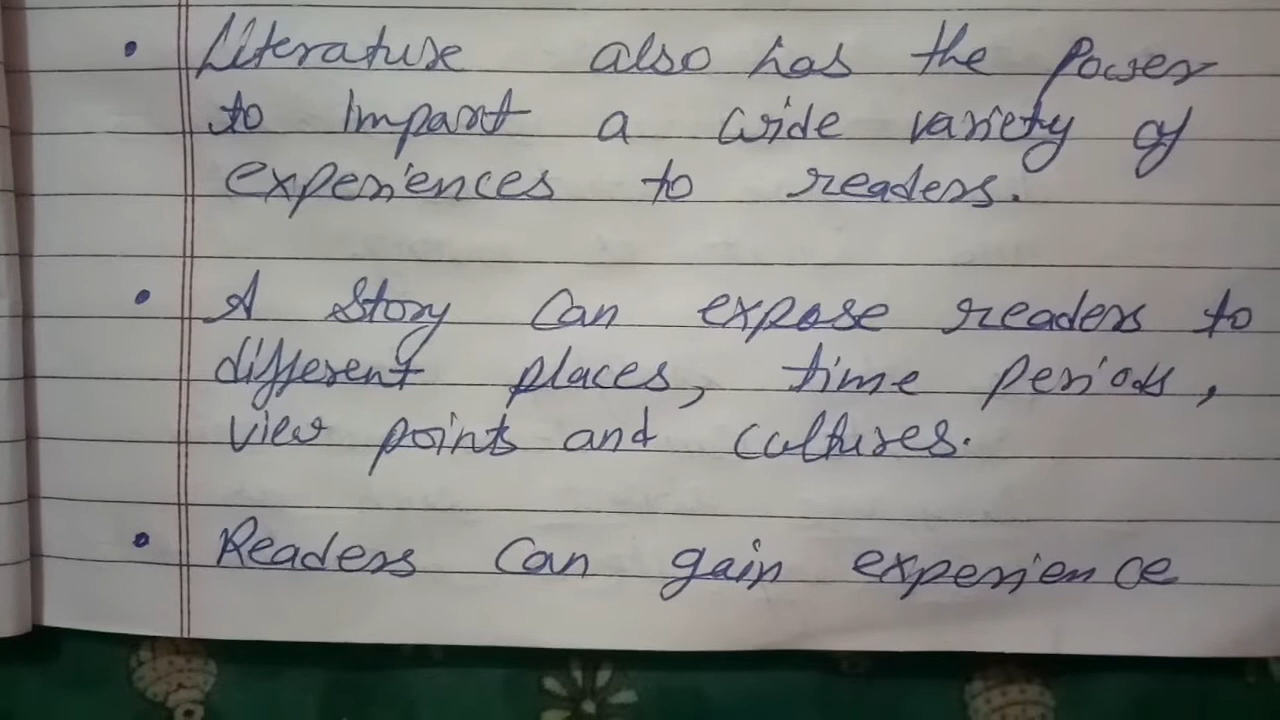 • Literature also has the Power
to Impart a wide variety of
experiences to readers.
• A Story Can expose readers to
different places, time periods,
view points and cultures.
• Readers Can gain experience